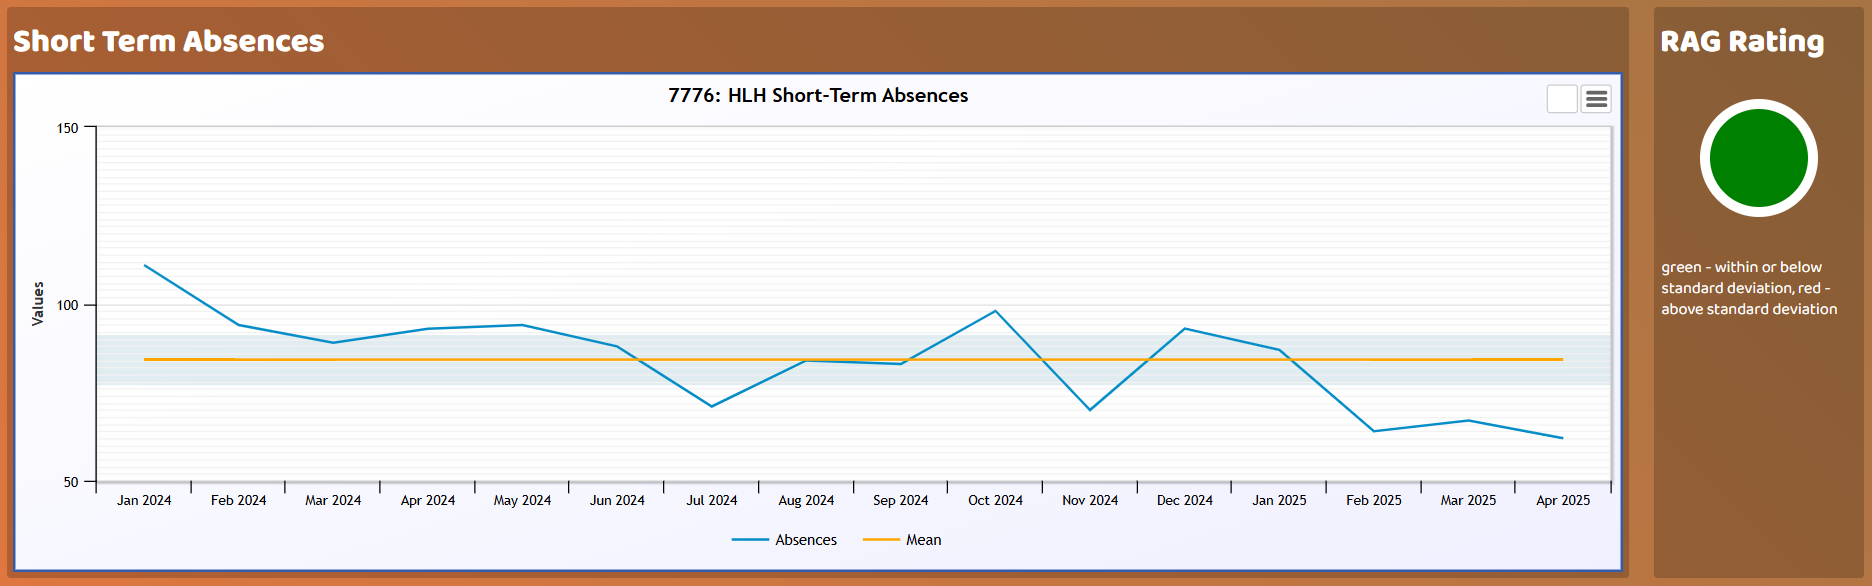 Short Term Absences
RAG Rating
7776: HLH Short-Term Absences
150
100
50
Values
Jan 2024
Feb 2024
Mar 2024
Apr 2024
May 2024
Jun 2024
Jul 2024
Aug 2024
Sep 2024
Oct 2024
Nov 2024
Dec 2024
Jan 2025
Feb 2025
Mar 2025
Apr 2025
Absences
Mean
green - within or below
standard deviation, red -
above standard deviation